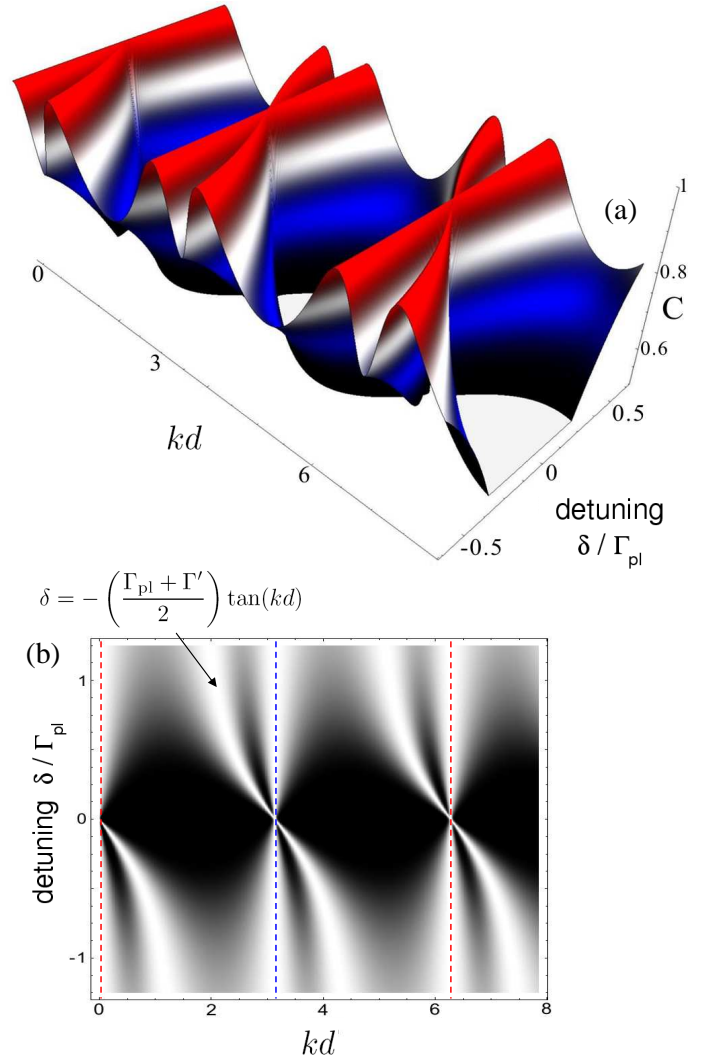 (a)
1
0.8
C
0.6
0.5
0
-0.5
detuning
δ / Γpl
0
3
6
kd
δ = − ( (Γpl + Γ′) / 2 ) tan(kd)
(b)
1
0
-1
detuning δ / Γpl
0 2 4 6 8
kd